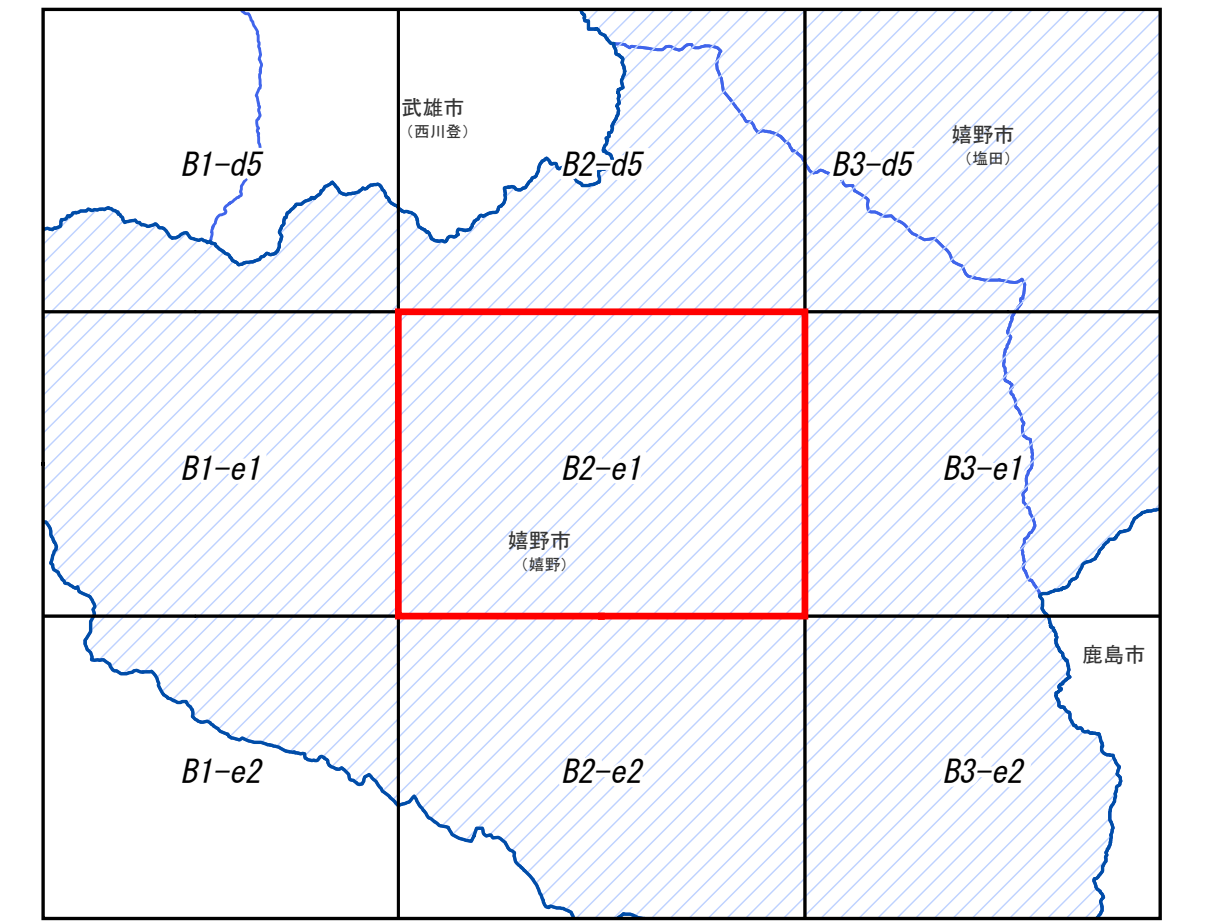 武雄市
（西川登）
嬉野市
（塩田）
B1-d5
B2-d5
B3-d5
B1-e1
B2-e1
B3-e1
嬉野市
（嬉野）
鹿島市
B1-e2
B2-e2
B3-e2